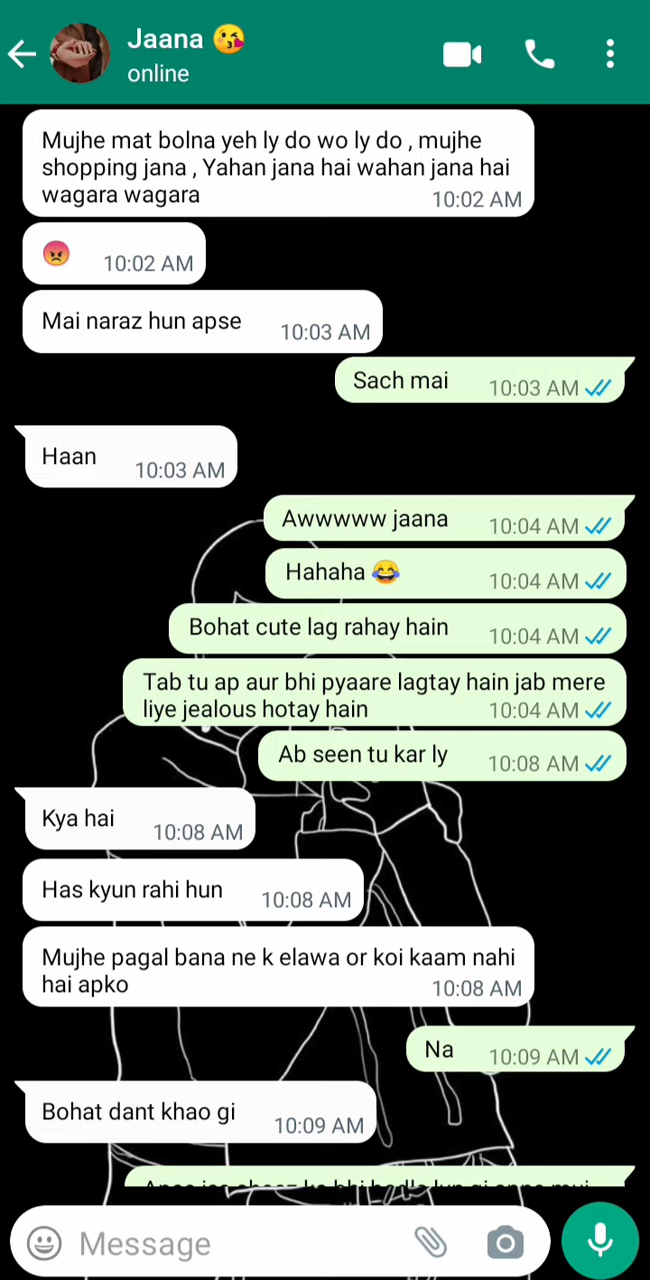 Jaana 😘
online
Mujhe mat bolna yeh ly do wo ly do , mujhe
shopping jana , Yahan jana hai wahan jana hai
wagara wagara
10:02 AM
😡 10:02 AM
Mai naraz hun apse 10:03 AM
Sach mai 10:03 AM
Haan 10:03 AM
Awwwww jaana 10:04 AM
Hahaha 😂 10:04 AM
Bohat cute lag rahay hain 10:04 AM
Tab tu ap aur bhi pyaare lagtay hain jab mere
liye jealous hotay hain 10:04 AM
Ab seen tu kar ly 10:08 AM
Kya hai 10:08 AM
Has kyun rahi hun 10:08 AM
Mujhe pagal bana ne k elawa or koi kaam nahi
hai apko 10:08 AM
Na 10:09 AM
Bohat dant khao gi 10:09 AM
Message